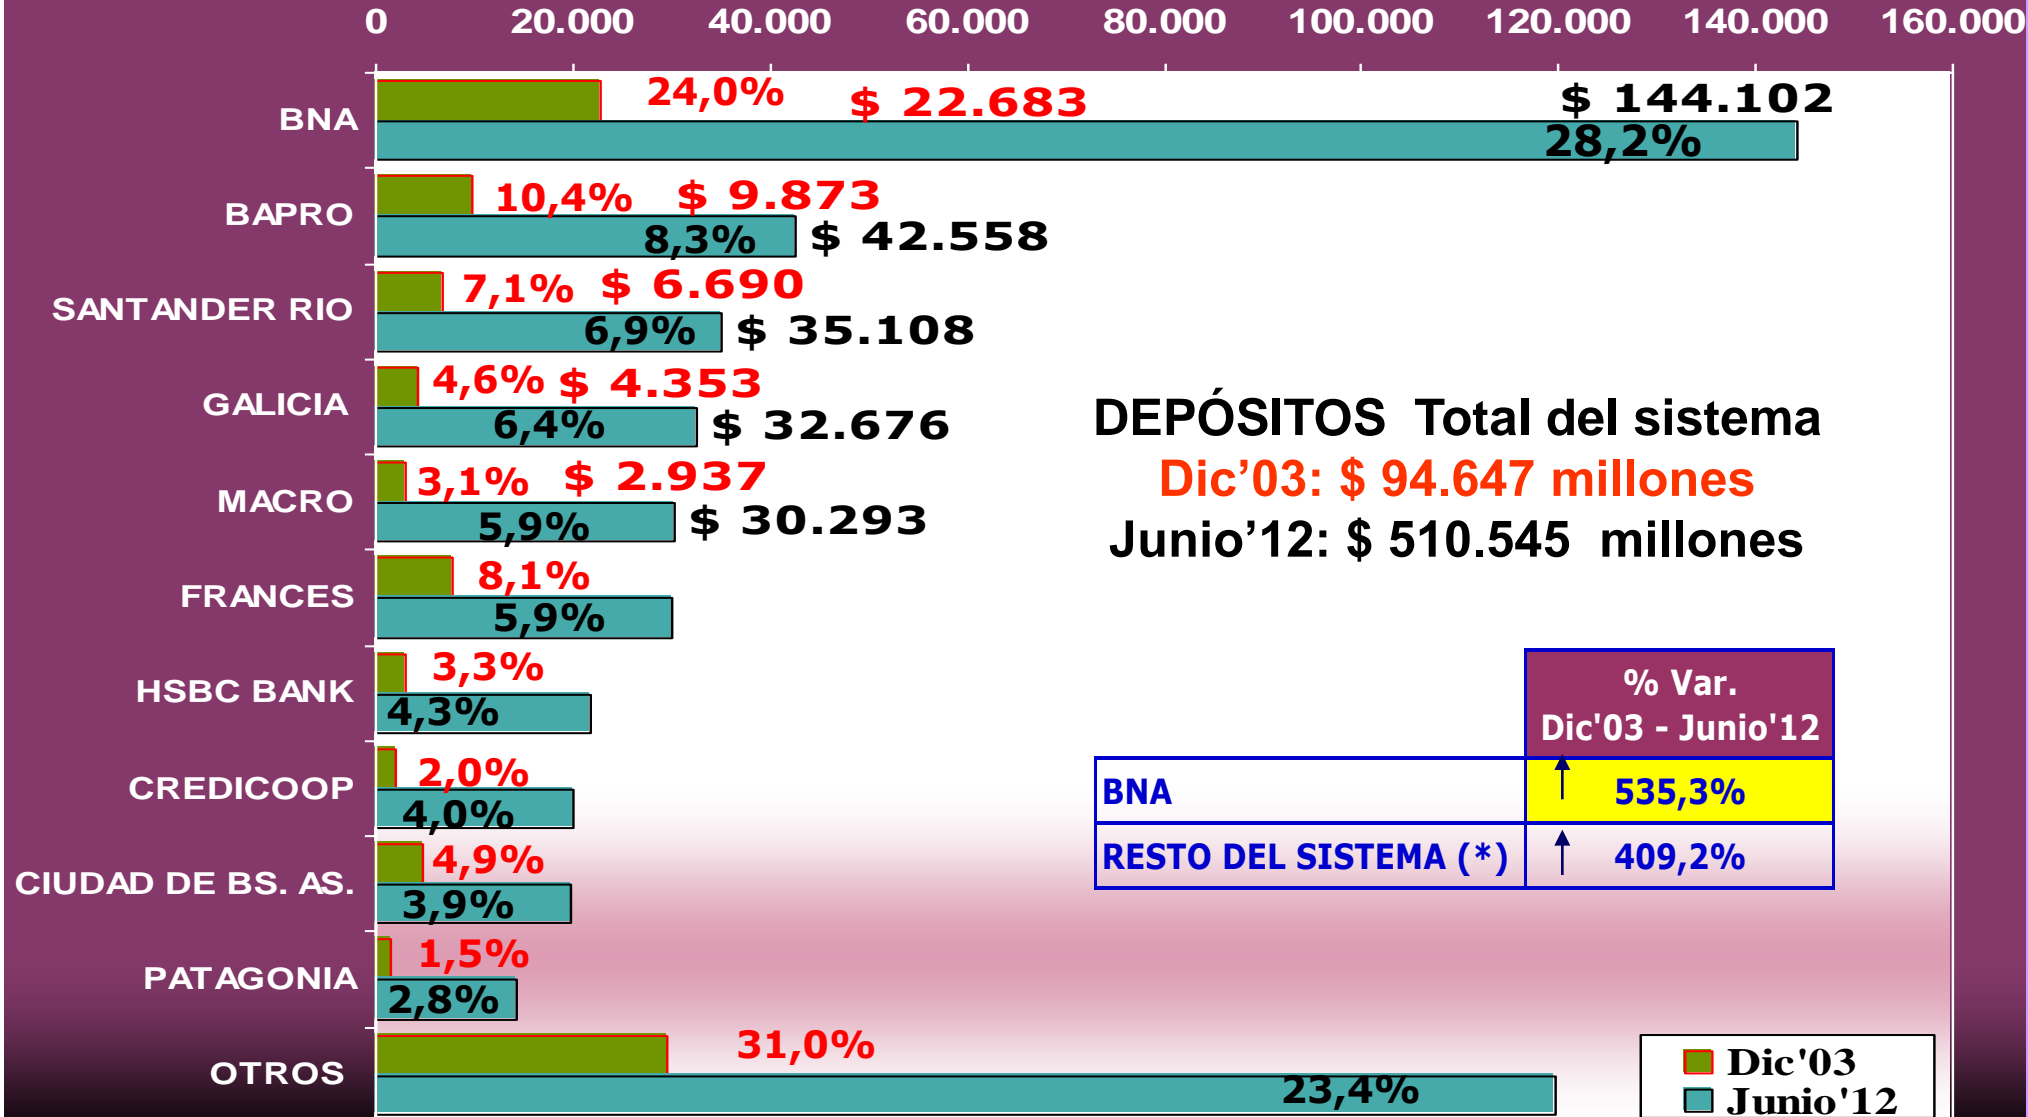 0 20.000 40.000 60.000 80.000 100.000 120.000 140.000 160.000
BNA
24,0% $ 22.683 $ 144.102
28,2%
BAPRO
10,4% $ 9.873
8,3% $ 42.558
SANTANDER RIO
7,1% $ 6.690
6,9% $ 35.108
GALICIA
4,6% $ 4.353
6,4% $ 32.676
MACRO
3,1% $ 2.937
5,9% $ 30.293
FRANCES
8,1%
5,9%
HSBC BANK
3,3%
4,3%
CREDICOOP
2,0%
4,0%
CIUDAD DE BS. AS.
4,9%
3,9%
PATAGONIA
1,5%
2,8%
OTROS
31,0%
23,4%
DEPÓSITOS Total del sistema
Dic’03: $ 94.647 millones
Junio’12: $ 510.545 millones
% Var.
Dic'03 - Junio'12
BNA ↑ 535,3%
RESTO DEL SISTEMA (*) ↑ 409,2%
Dic'03
Junio'12